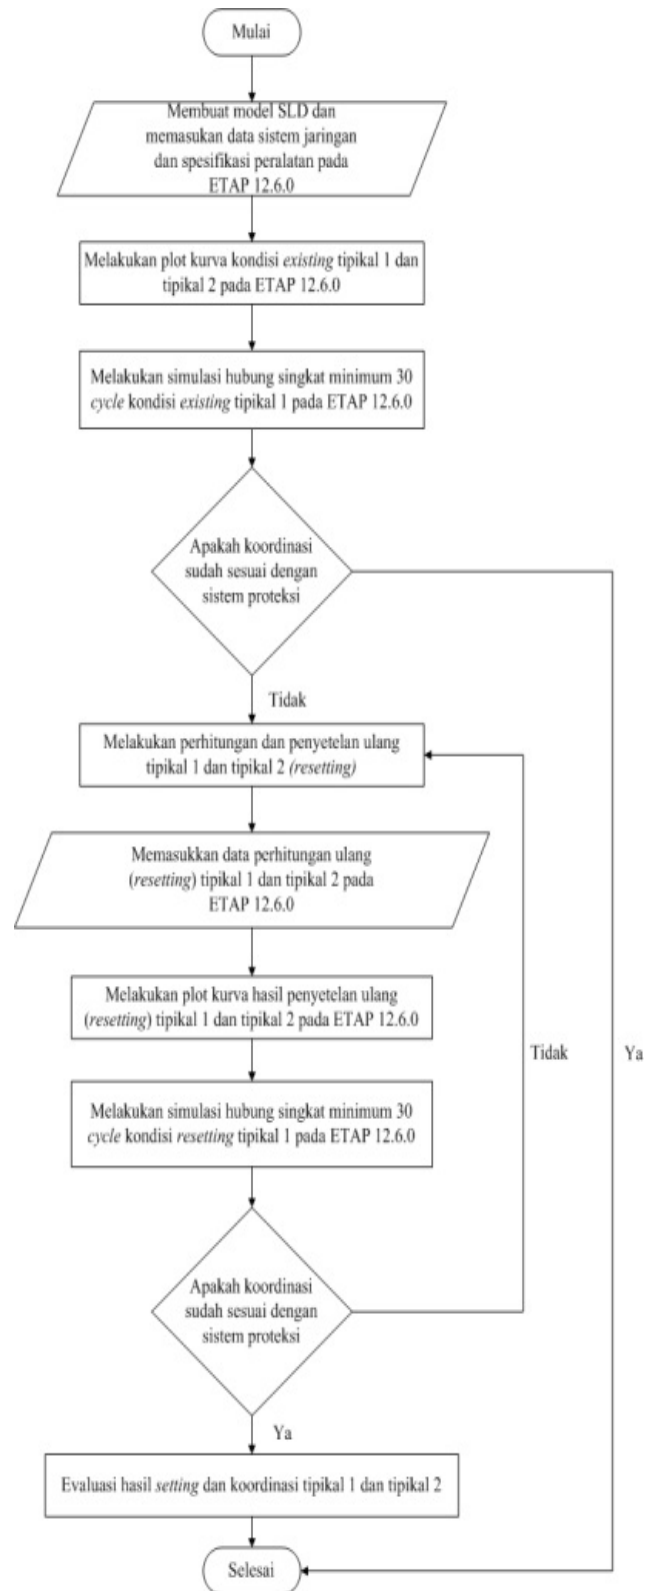 Mulai
Membuat model SLD dan
memasukan data sistem jaringan
dan spesifikasi peralatan pada
ETAP 12.6.0
Melakukan plot kurva kondisi existing tipikal 1 dan
tipikal 2 pada ETAP 12.6.0
Melakukan simulasi hubung singkat minimum 30
cycle kondisi existing tipikal 1 pada ETAP 12.6.0
Apakah koordinasi
sudah sesuai dengan
sistem proteksi
Tidak
Melakukan perhitungan dan penyetelan ulang
tipikal 1 dan tipikal 2 (resetting)
Memasukkan data perhitungan ulang
(resetting) tipikal 1 dan tipikal 2 pada
ETAP 12.6.0
Melakukan plot kurva hasil penyetelan ulang
(resetting) tipikal 1 dan tipikal 2 pada ETAP 12.6.0
Tidak
Ya
Melakukan simulasi hubung singkat minimum 30
cycle kondisi resetting tipikal 1 pada ETAP 12.6.0
Apakah koordinasi
sudah sesuai dengan
sistem proteksi
Ya
Evaluasi hasil setting dan koordinasi tipikal 1 dan tipikal 2
Selesai